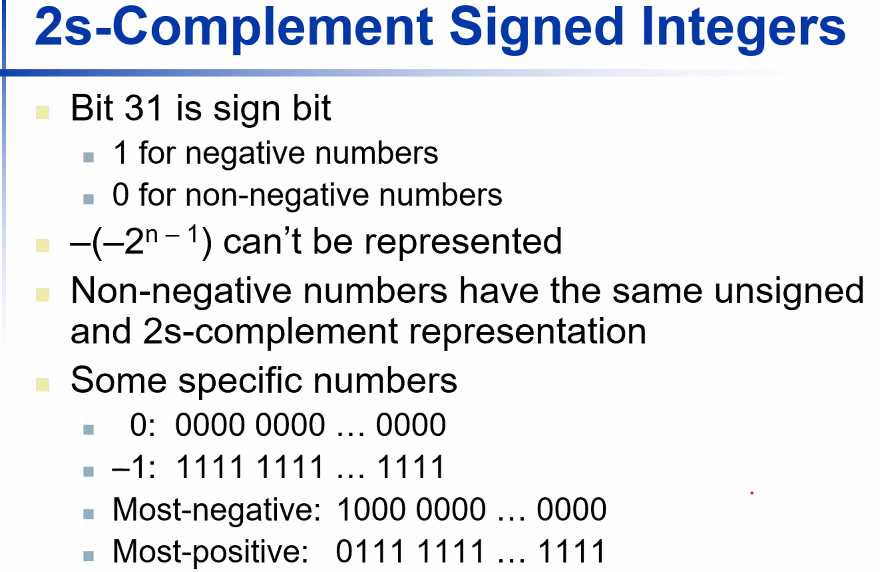 2s-Complement Signed Integers
Bit 31 is sign bit
1 for negative numbers
0 for non-negative numbers
–(–2ⁿ ⁻ ¹) can’t be represented
Non-negative numbers have the same unsigned
and 2s-complement representation
Some specific numbers
0: 0000 0000 … 0000
–1: 1111 1111 … 1111
Most-negative: 1000 0000 … 0000
Most-positive: 0111 1111 … 1111